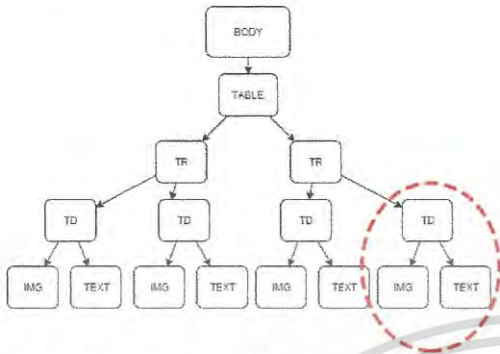 BODY
TABLE
TR TR
TD TD TD TD
IMG TEXT IMG TEXT IMG TEXT IMG TEXT